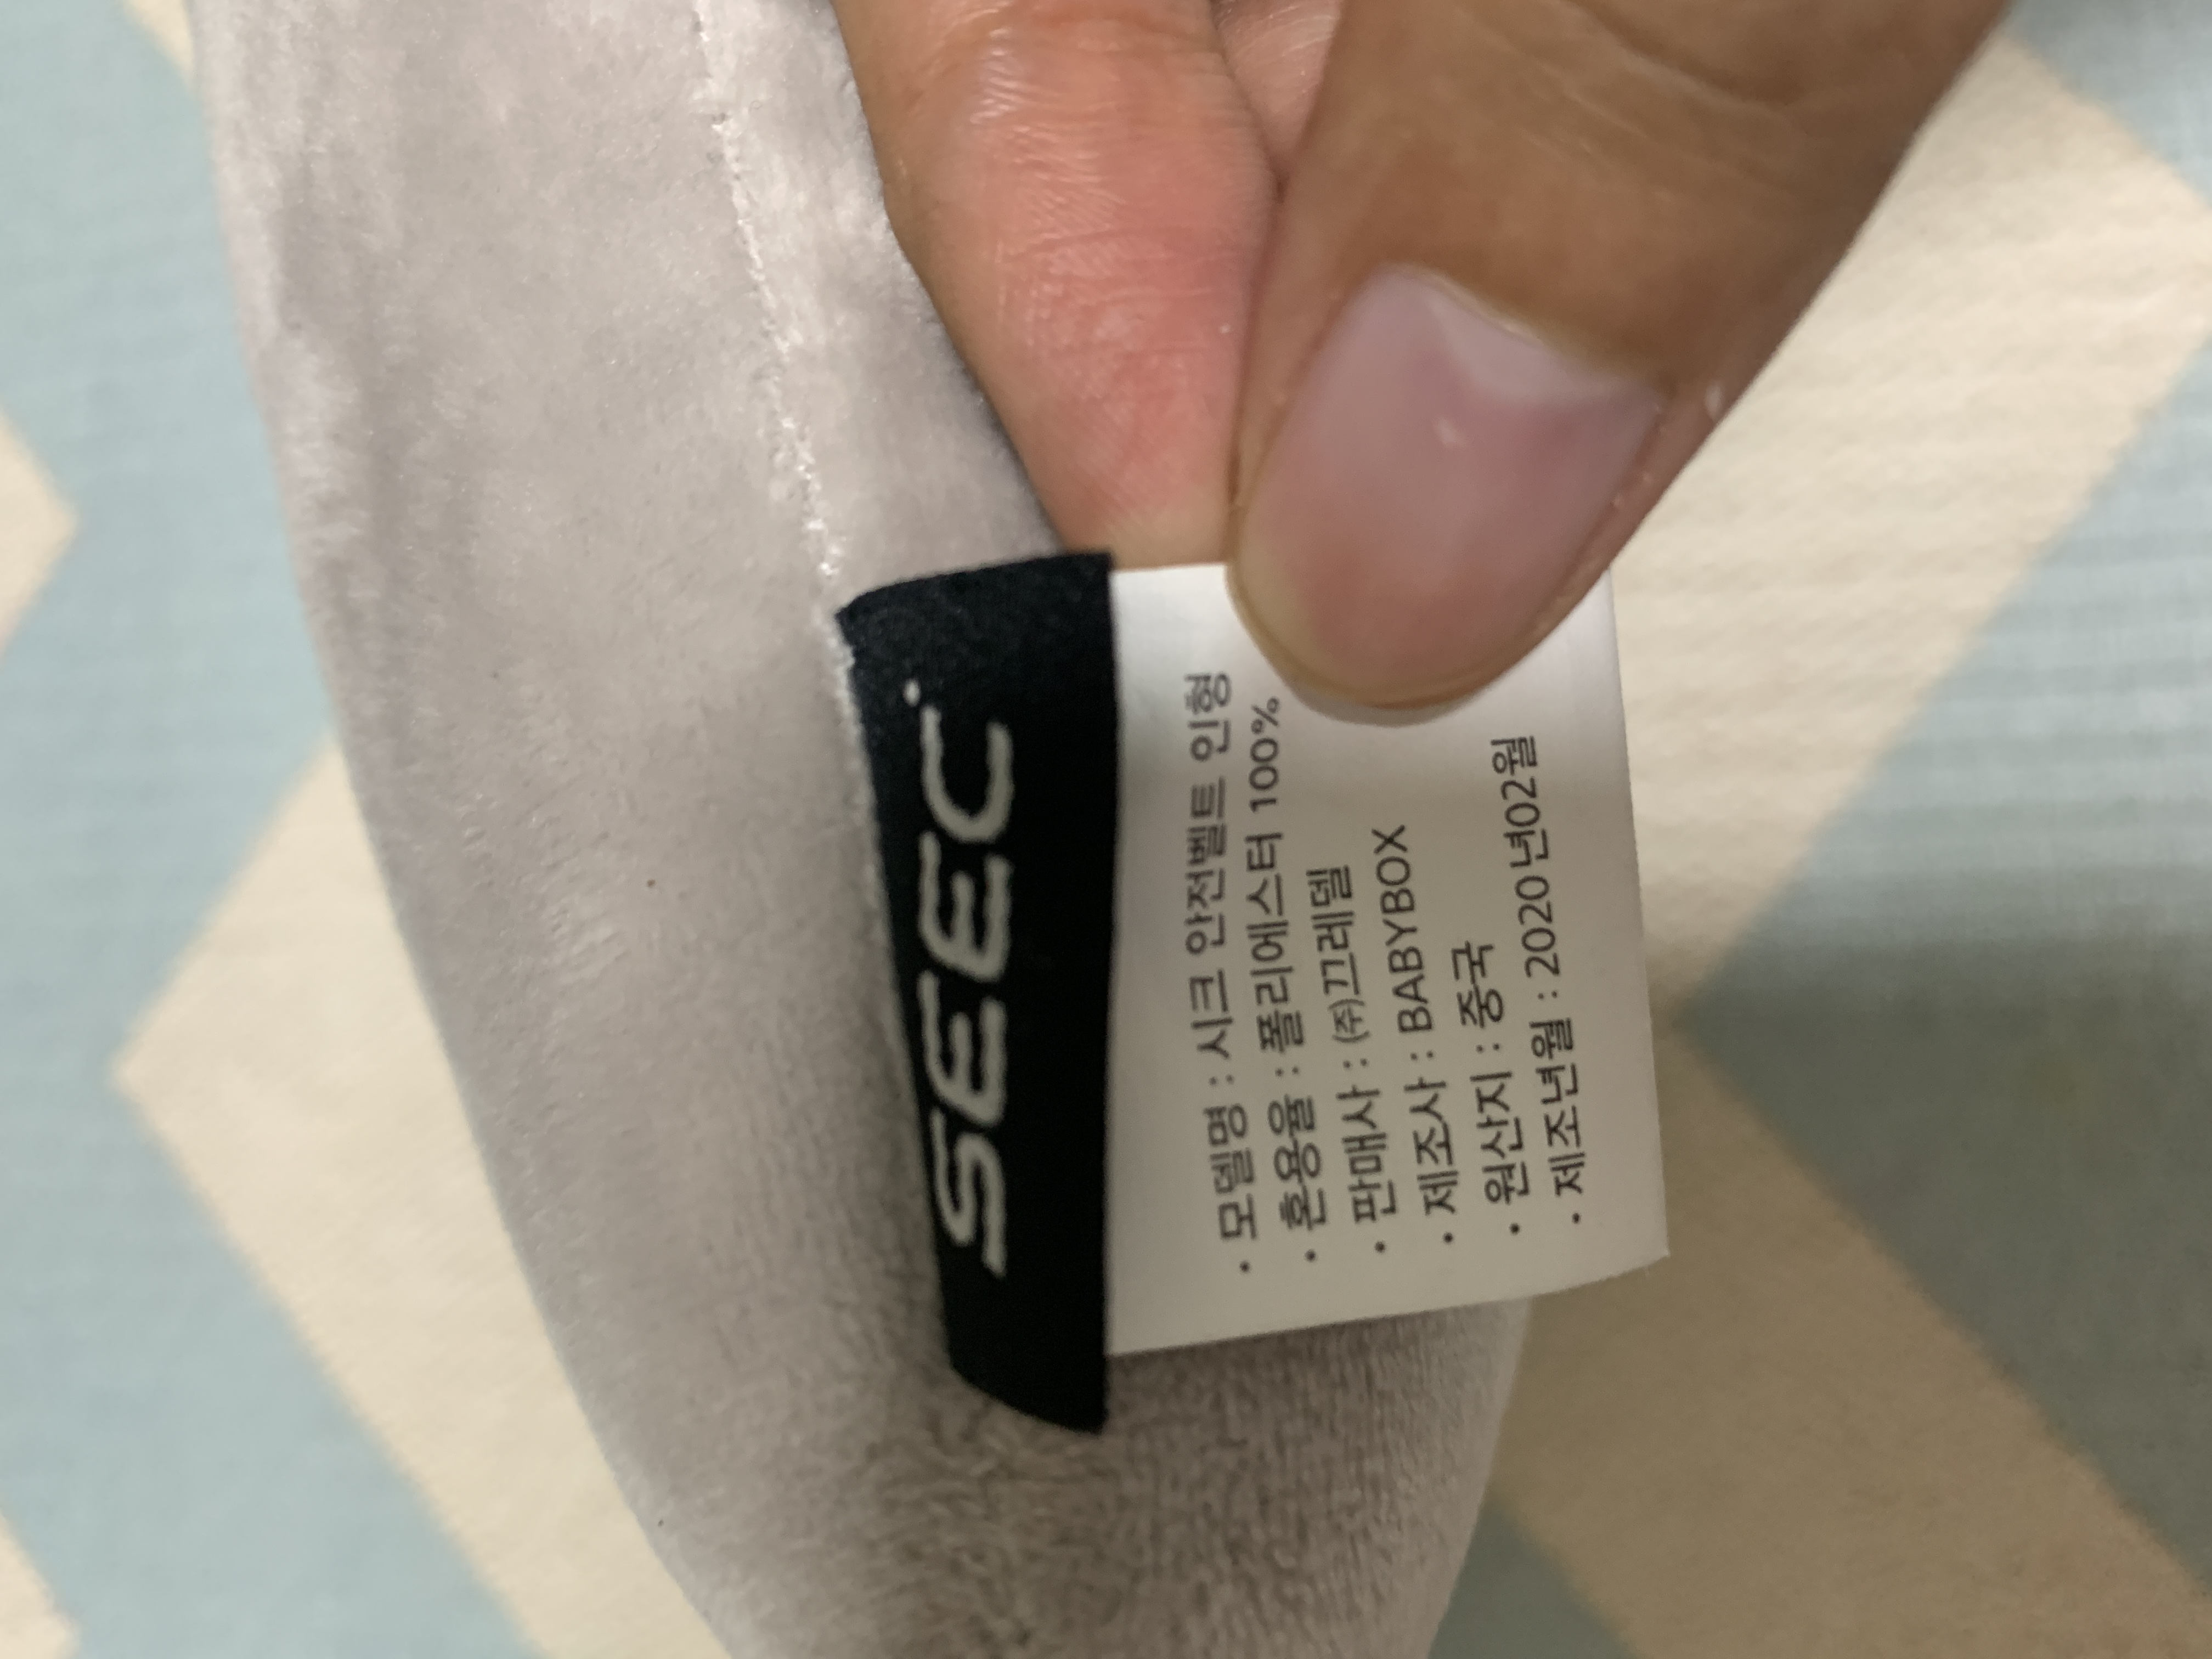 SEEC
· 모델명 : 시크 안전벨트 인형
· 혼용율 : 폴리에스터 100%
· 판매사 : (주)끄레델
· 제조사 : BABYBOX
· 원산지 : 중국
· 제조년월 : 2020년02월